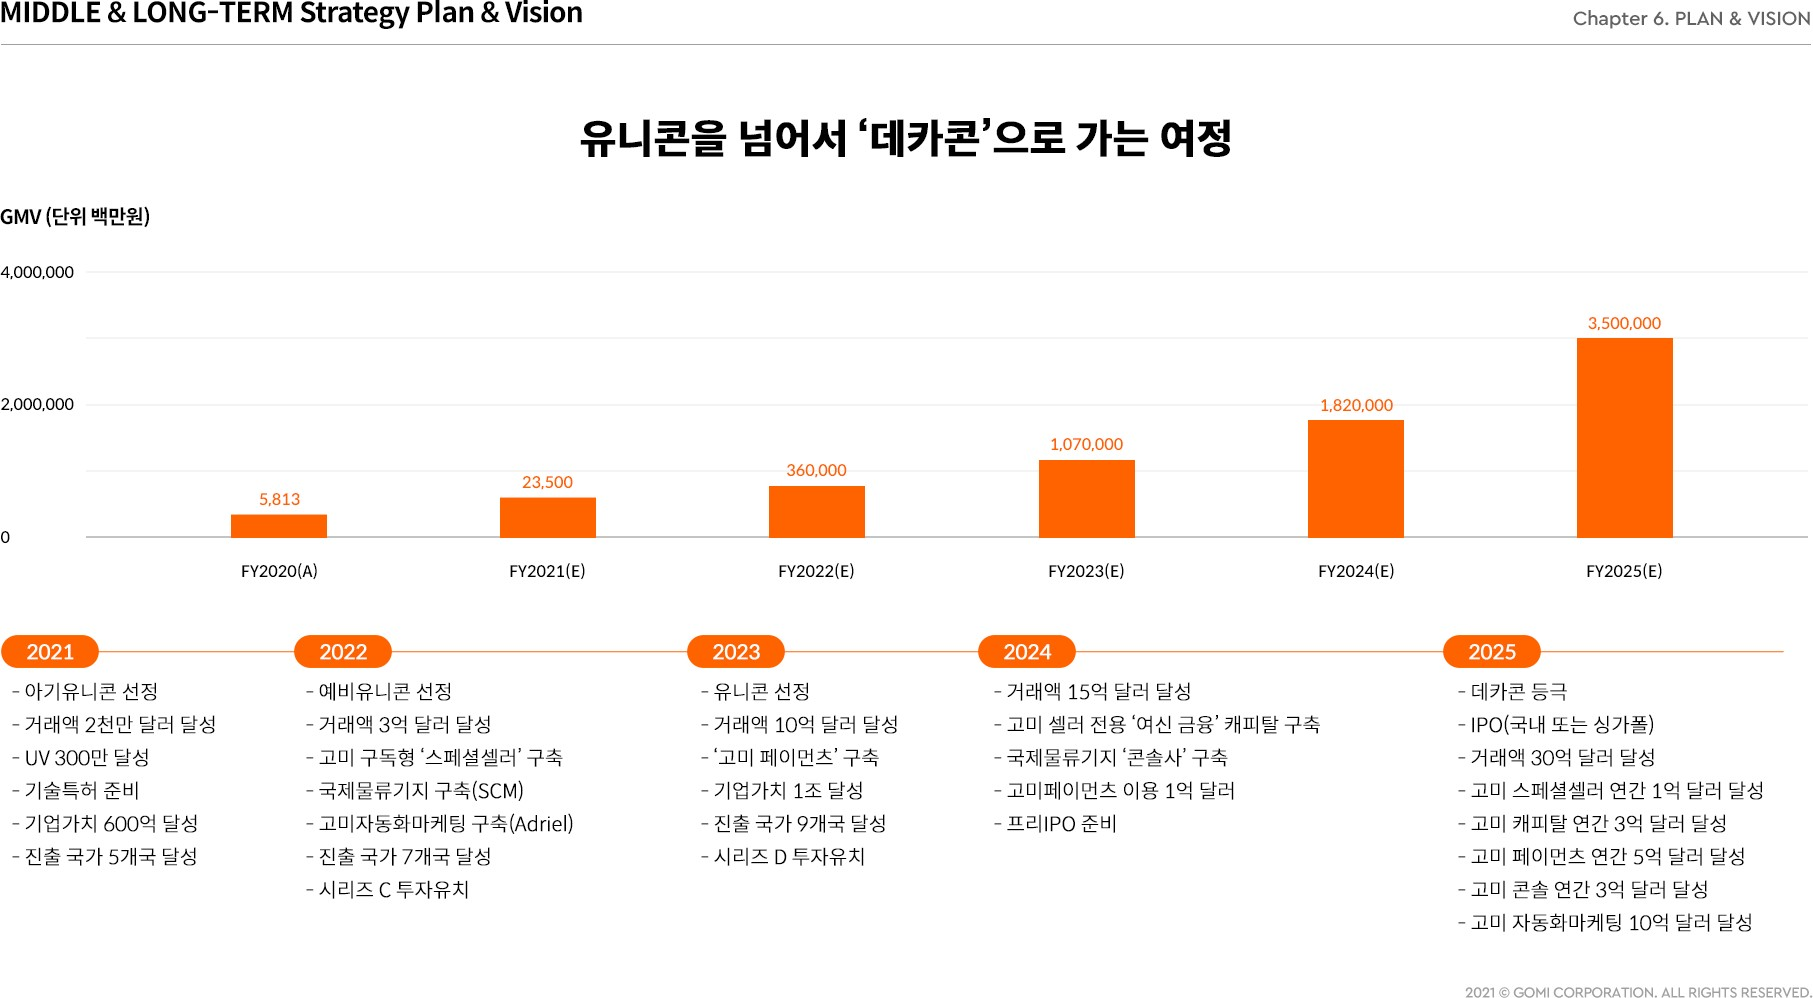 MIDDLE & LONG-TERM Strategy Plan & Vision
Chapter 6. PLAN & VISION
유니콘을 넘어서 ‘데카콘’으로 가는 여정
GMV (단위 백만원)
4,000,000
2,000,000
0
5,813
23,500
360,000
1,070,000
1,820,000
3,500,000
FY2020(A)
FY2021(E)
FY2022(E)
FY2023(E)
FY2024(E)
FY2025(E)
2021
- 아기유니콘 선정
- 거래액 2천만 달러 달성
- UV 300만 달성
- 기술특허 준비
- 기업가치 600억 달성
- 진출 국가 5개국 달성
2022
- 예비유니콘 선정
- 거래액 3억 달러 달성
- 고미 구독형 ‘스페셜셀러’ 구축
- 국제물류기지 구축(SCM)
- 고미자동화마케팅 구축(Adriel)
- 진출 국가 7개국 달성
- 시리즈 C 투자유치
2023
- 유니콘 선정
- 거래액 10억 달러 달성
- ‘고미 페이먼츠’ 구축
- 기업가치 1조 달성
- 진출 국가 9개국 달성
- 시리즈 D 투자유치
2024
- 거래액 15억 달러 달성
- 고미 셀러 전용 ‘여신 금융’ 캐피탈 구축
- 국제물류기지 ‘콘솔사’ 구축
- 고미페이먼츠 이용 1억 달러
- 프리IPO 준비
2025
- 데카콘 등극
- IPO(국내 또는 싱가폴)
- 거래액 30억 달러 달성
- 고미 스페셜셀러 연간 1억 달러 달성
- 고미 캐피탈 연간 3억 달러 달성
- 고미 페이먼츠 연간 5억 달러 달성
- 고미 콘솔 연간 3억 달러 달성
- 고미 자동화마케팅 10억 달러 달성
2021 © GOMI CORPORATION. ALL RIGHTS RESERVED.